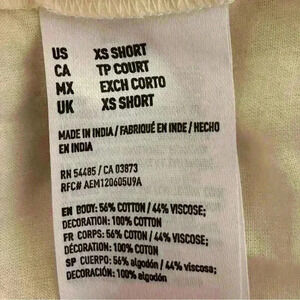 US XS SHORT
CA TP COURT
MX EXCH CORTO
UK XS SHORT
MADE IN INDIA / FABRIQUÉ EN INDE / HECHO
EN INDIA
RN 54485 / CA 03873
RFC# AEM120605U9A
EN BODY: 56% COTTON / 44% VISCOSE;
DECORATION: 100% COTTON
FR CORPS: 56% COTON / 44% VISCOSE;
DÉCORATION: 100% COTON
SP CUERPO: 56% algodón / 44% viscosa;
DECORACIÓN: 100% algodón